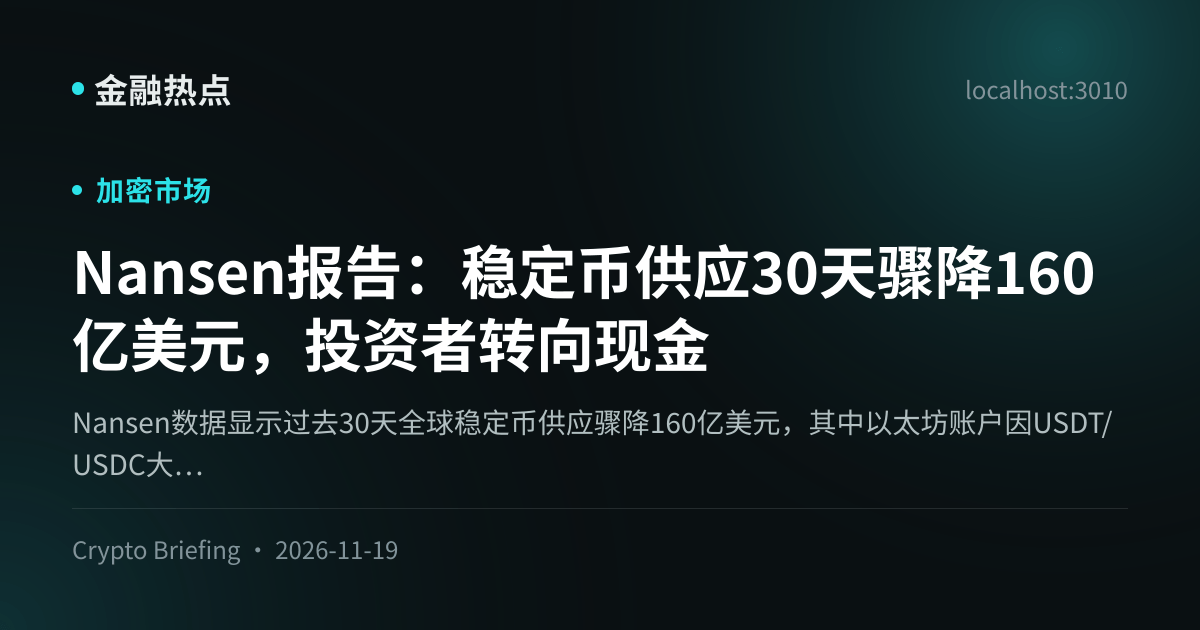 金融热点
localhost:3010
加密市场
Nansen报告：稳定币供应30天骤降160
亿美元，投资者转向现金
Nansen数据显示过去30天全球稳定币供应骤降160亿美元，其中以太坊账户因USDT/
USDC大…
Crypto Briefing · 2026-11-19